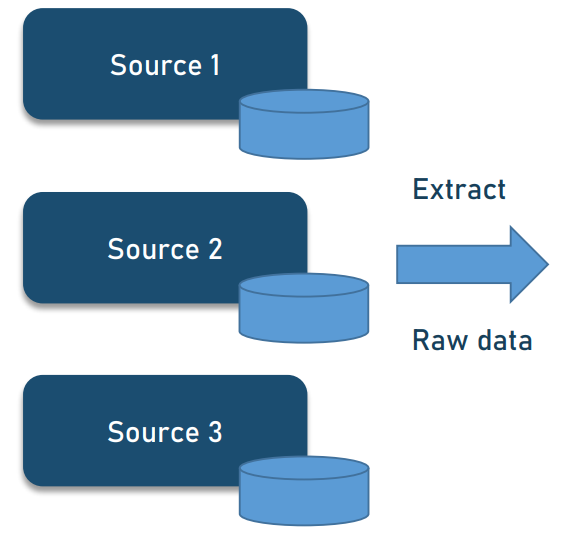 Source 1
Extract
Source 2
Raw data
Source 3